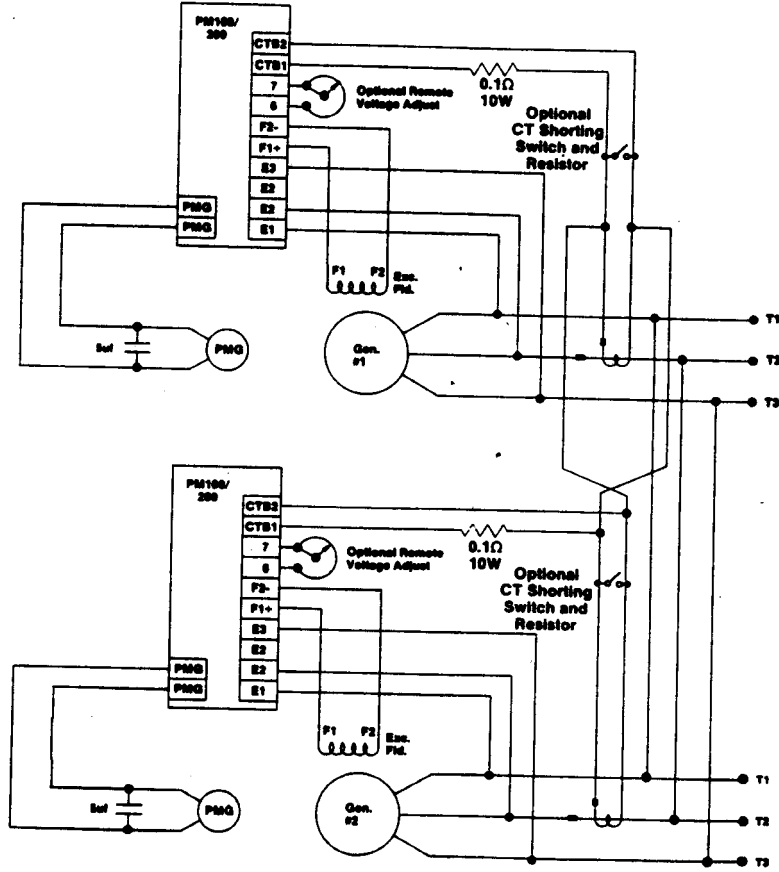 PM100/
200
CTB2
CTB1
7
6
F2-
F1+
E3
E2
E2
E1
PMG
PMG
Optional Remote
Voltage Adjust
0.1Ω
10W
Optional
CT Shorting
Switch and
Resistor
F1 F2
Exc.
Fld.
5uf
PMG
Gen.
#1
T1
T2
T3
PM100/
200
CTB2
CTB1
7
6
F2-
F1+
E3
E2
E2
E1
PMG
PMG
Optional Remote
Voltage Adjust
0.1Ω
10W
Optional
CT Shorting
Switch and
Resistor
F1 F2
Exc.
Fld.
5uf
PMG
Gen.
#2
T1
T2
T3